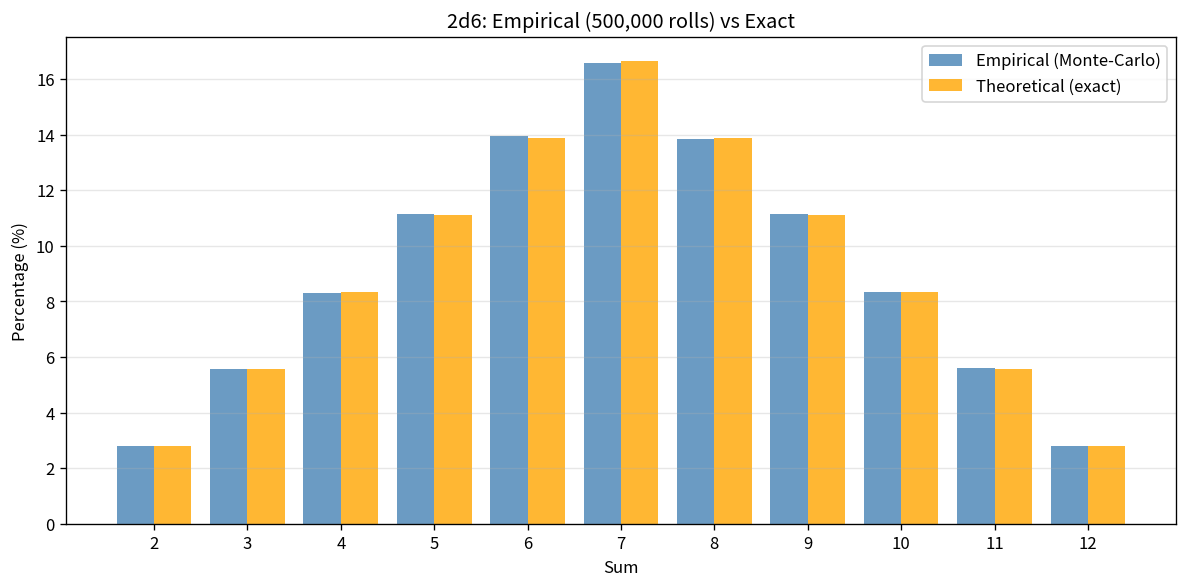 2d6: Empirical (500,000 rolls) vs Exact
Empirical (Monte-Carlo)
Theoretical (exact)
Percentage (%)
16
14
12
10
8
6
4
2
0
2 3 4 5 6 7 8 9 10 11 12
Sum